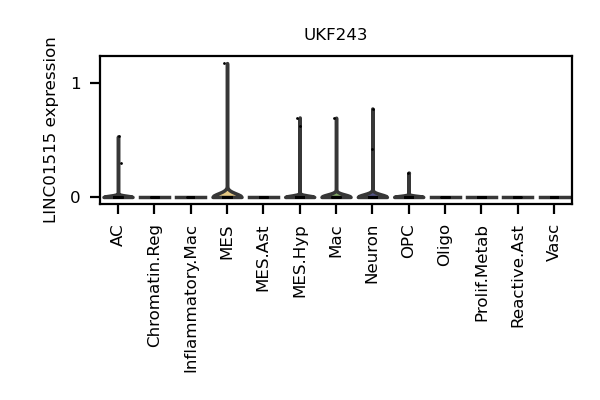 UKF243
LINC01515 expression
1
0
AC
Chromatin.Reg
Inflammatory.Mac
MES
MES.Ast
MES.Hyp
Mac
Neuron
OPC
Oligo
Prolif.Metab
Reactive.Ast
Vasc